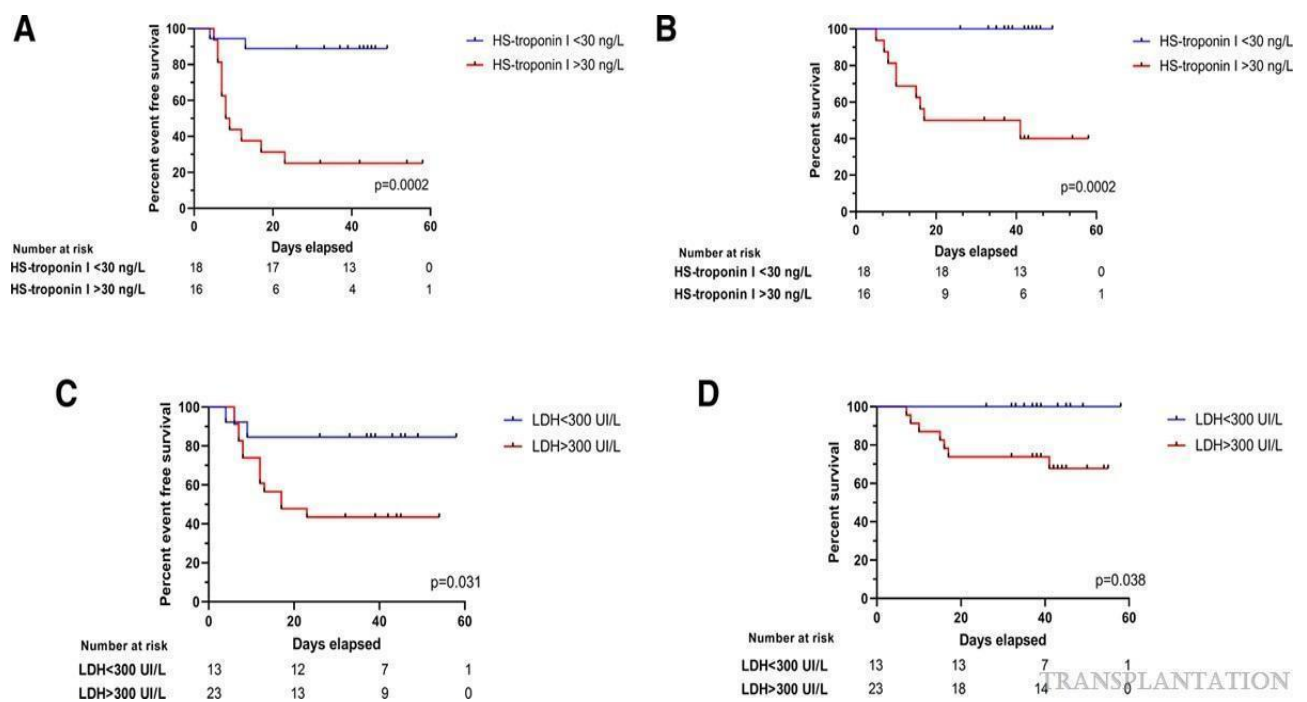 A
Percent event free survival
100
80
60
40
20
0
HS-troponin I <30 ng/L
HS-troponin I >30 ng/L
p=0.0002
0 20 40 60
Days elapsed
Number at risk
HS-troponin I <30 ng/L 18 17 13 0
HS-troponin I >30 ng/L 16 6 4 1
B
Percent survival
100
80
60
40
20
0
HS-troponin I <30 ng/L
HS-troponin I >30 ng/L
p=0.0002
0 20 40 60
Days elapsed
Number at risk
HS-troponin I <30 ng/L 18 18 13 0
HS-troponin I >30 ng/L 16 9 6 1
C
Percent event free survival
100
80
60
40
20
0
LDH<300 UI/L
LDH>300 UI/L
p=0.031
0 20 40 60
Days elapsed
Number at risk
LDH<300 UI/L 13 12 7 1
LDH>300 UI/L 23 13 9 0
D
Percent survival
100
80
60
40
20
0
LDH<300 UI/L
LDH>300 UI/L
p=0.038
0 20 40 60
Days elapsed
Number at risk
LDH<300 UI/L 13 13 7 1
LDH>300 UI/L 23 18 14 0
TRANSPLANTATION